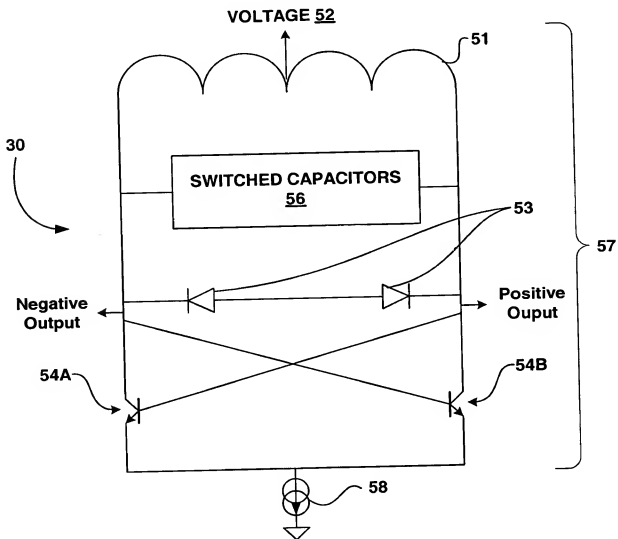 VOLTAGE 52
51
30
SWITCHED CAPACITORS
56
53
57
Negative
Output
Positive
Ouput
54A
54B
58